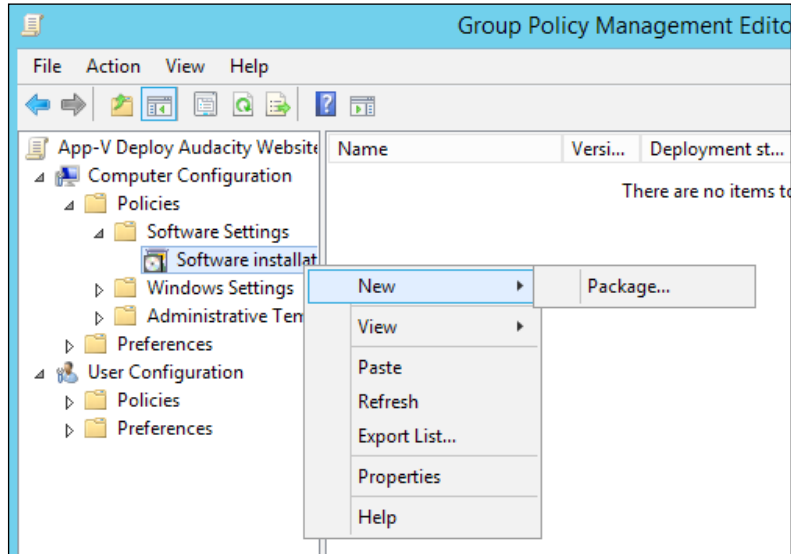 Group Policy Management Edito
File Action View Help
App-V Deploy Audacity Website
Name Versi... Deployment st...
Computer Configuration
There are no items to
Policies
Software Settings
Software installat
New
Package...
Windows Settings
Administrative Tem
View
Preferences
Paste
User Configuration
Refresh
Policies
Preferences
Export List...
Properties
Help